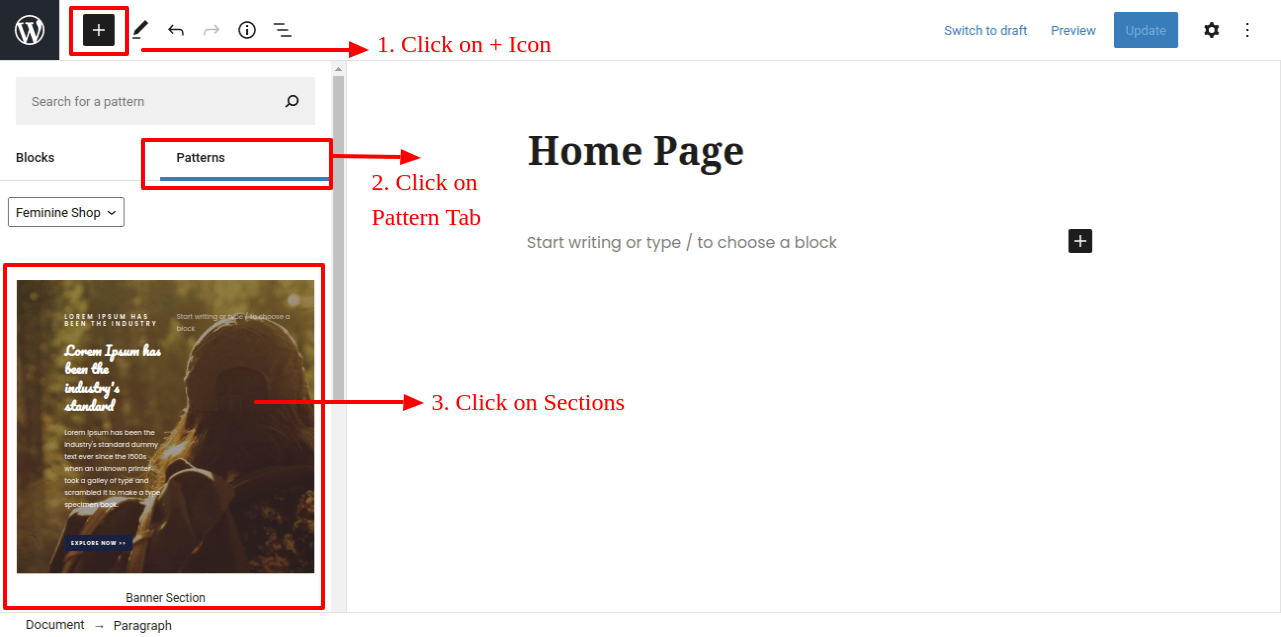 Switch to draft
Preview
Update
1. Click on + Icon
Search for a pattern
Blocks
Patterns
2. Click on
Pattern Tab
Feminine Shop
Home Page
Start writing or type / to choose a block
LOREM IPSUM HAS
BEEN THE INDUSTRY
Start writing or type / to choose a
block
Lorem Ipsum has
been the
industry's
standard
Lorem Ipsum has been the
industry's standard dummy
text ever since the 1500s,
when an unknown printer
took a galley of type and
scrambled it to make a type
specimen book.
EXPLORE NOW >>
3. Click on Sections
Banner Section
Document → Paragraph